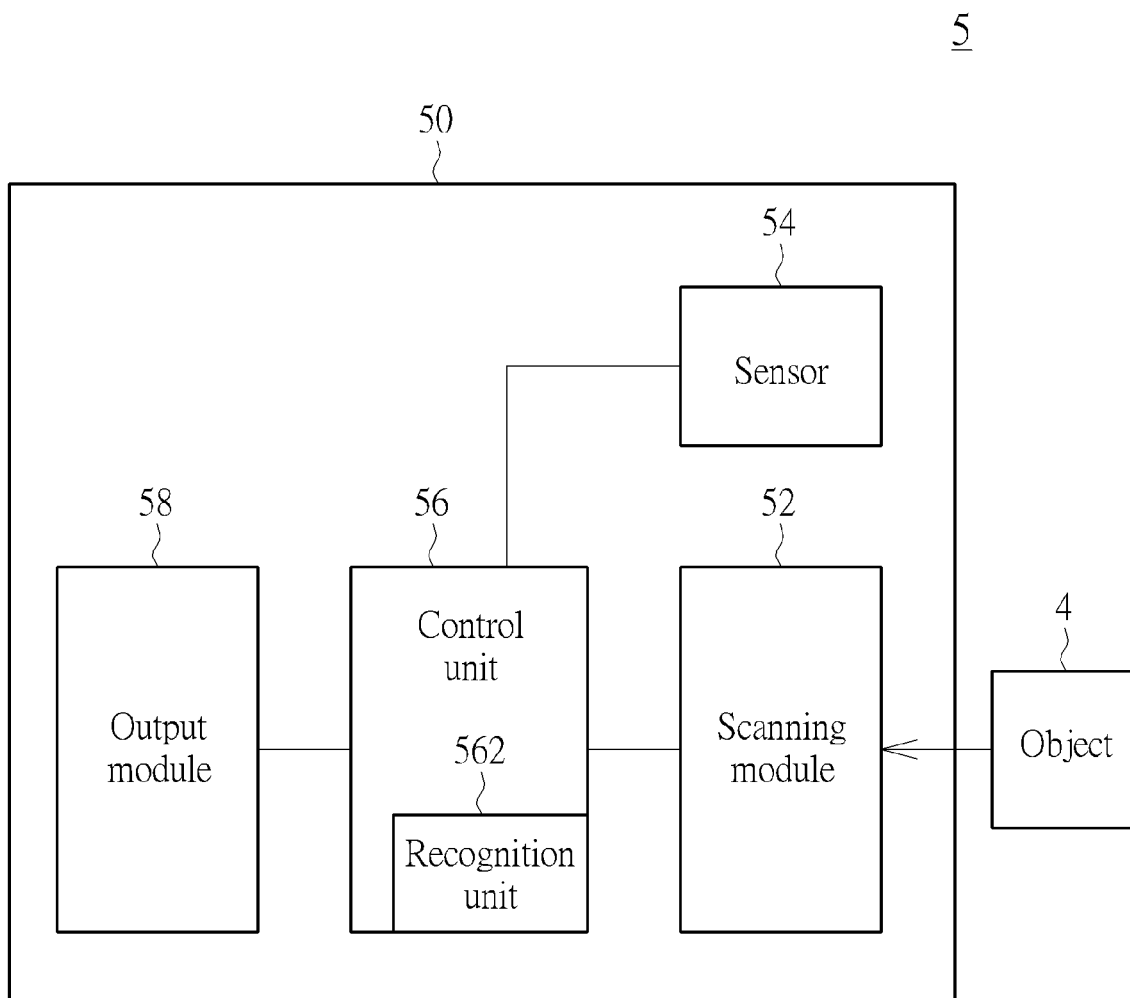 5
50
54
Sensor
58
56
52
4
Control
unit
Output
module
Scanning
module
Object
562
Recognition
unit